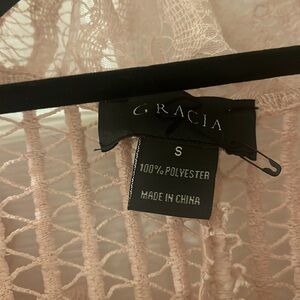 GRACIA
S
100% POLYESTER
MADE IN CHINA